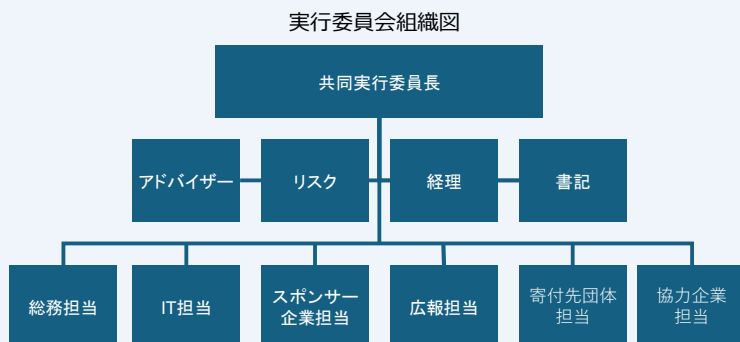 実行委員会組織図
共同実行委員長
アドバイザー
リスク
経理
書記
総務担当
IT担当
スポンサー
企業担当
広報担当
寄付先団体
担当
協力企業
担当